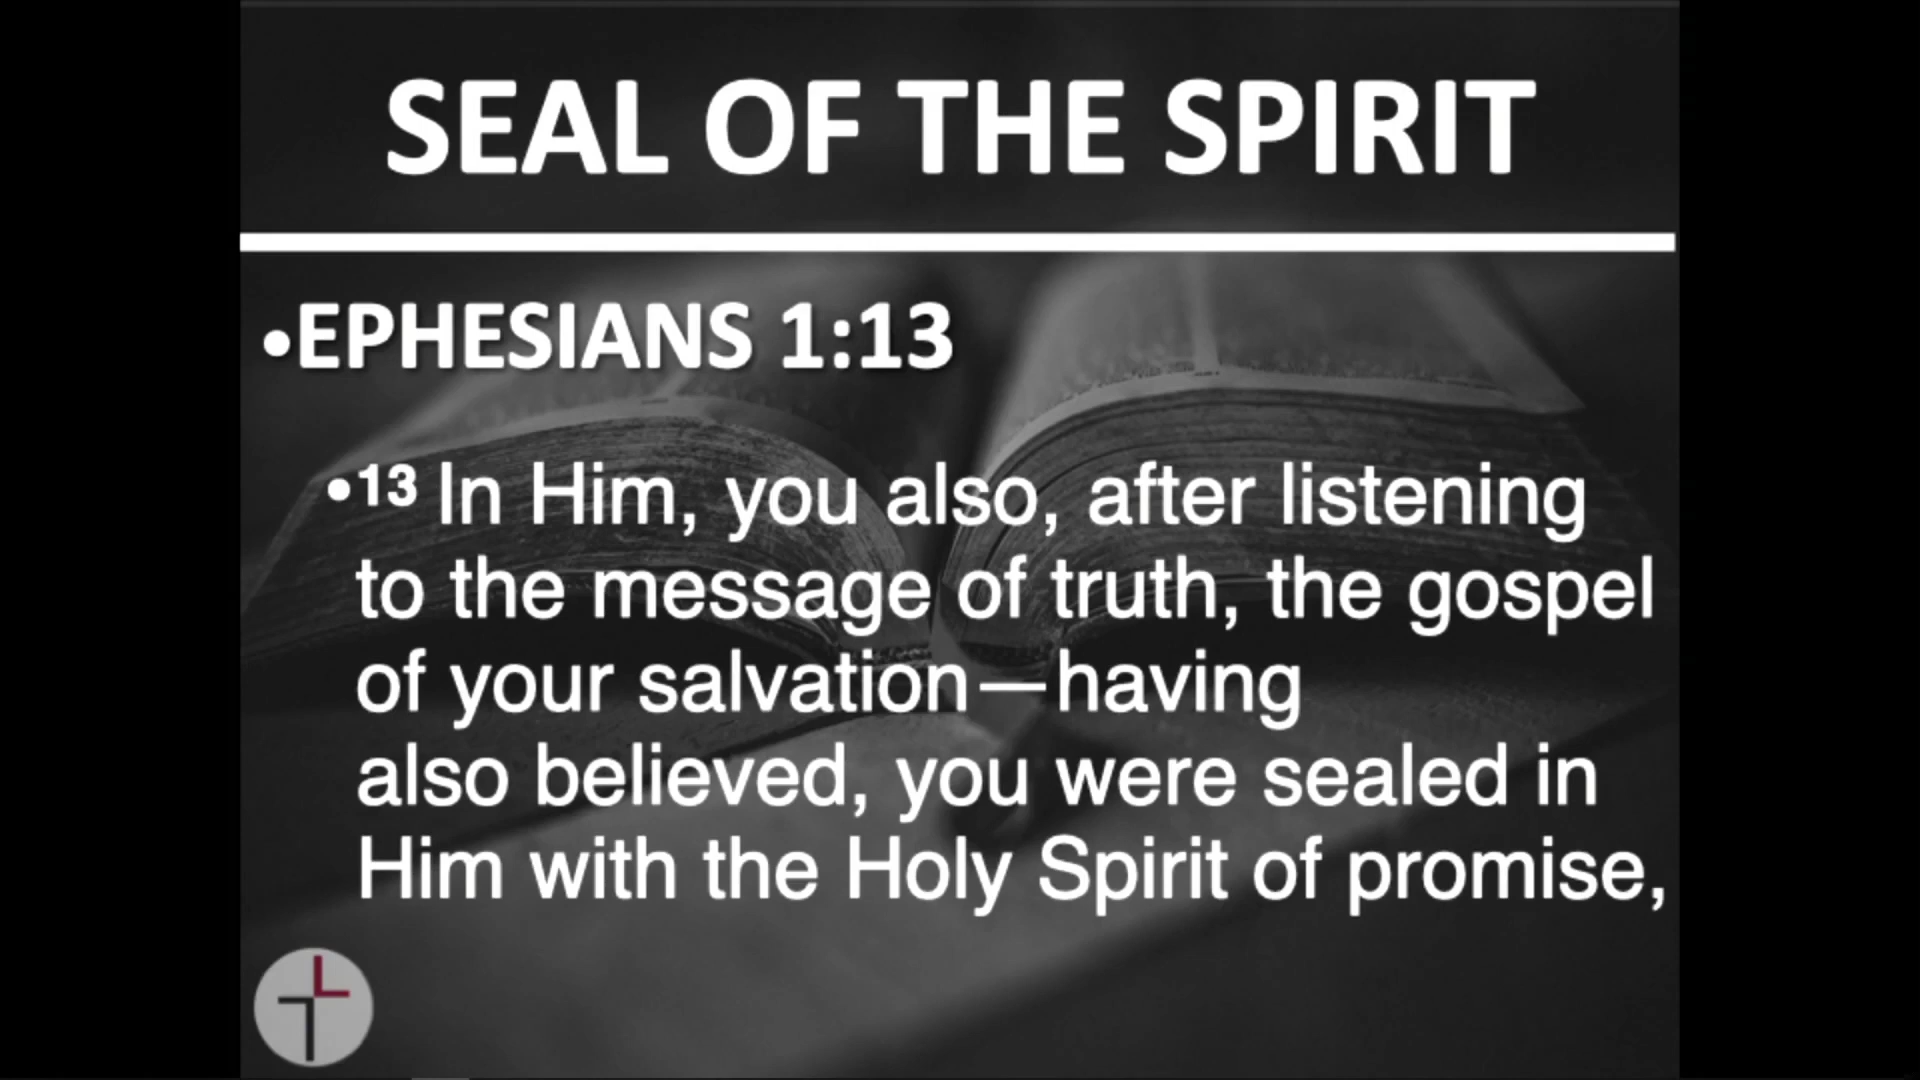 SEAL OF THE SPIRIT
•EPHESIANS 1:13
•13 In Him, you also, after listening
to the message of truth, the gospel
of your salvation—having
also believed, you were sealed in
Him with the Holy Spirit of promise,